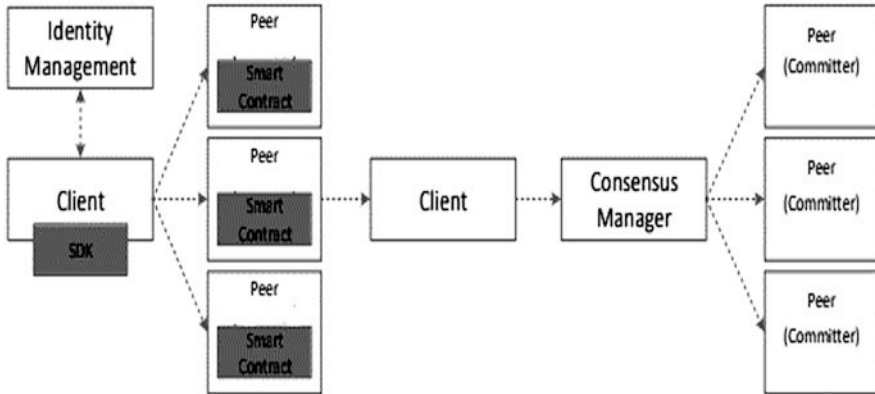 Identity
Management
Client
SDK
Peer
Smart
Contract
Peer
Smart
Contract
Peer
Smart
Contract
Client
Consensus
Manager
Peer
(Committer)
Peer
(Committer)
Peer
(Committer)